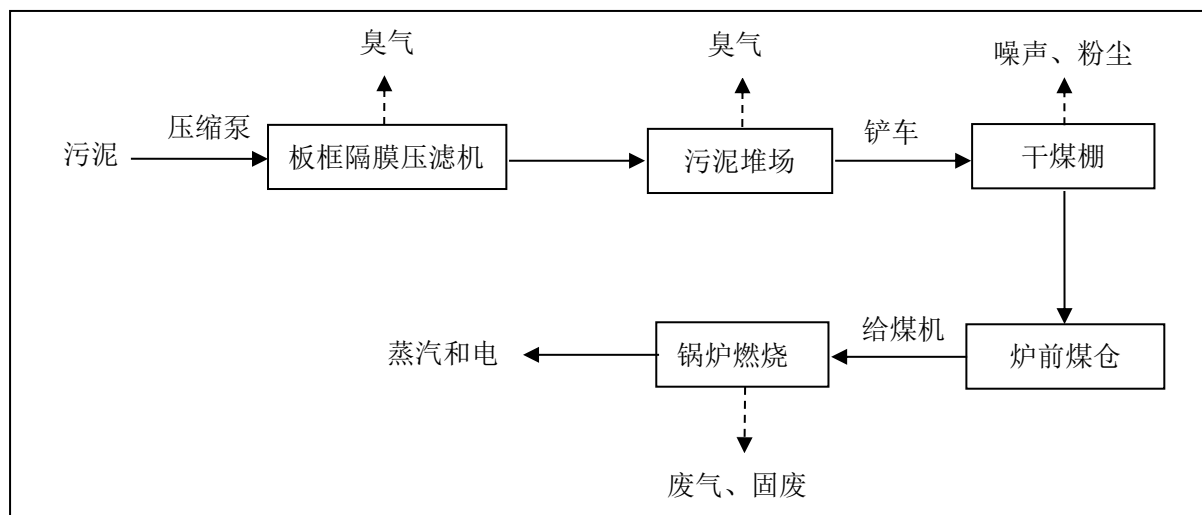 臭气
臭气
噪声、粉尘
污泥
压缩泵
板框隔膜压滤机
污泥堆场
铲车
干煤棚
蒸汽和电
锅炉燃烧
给煤机
炉前煤仓
废气、固废